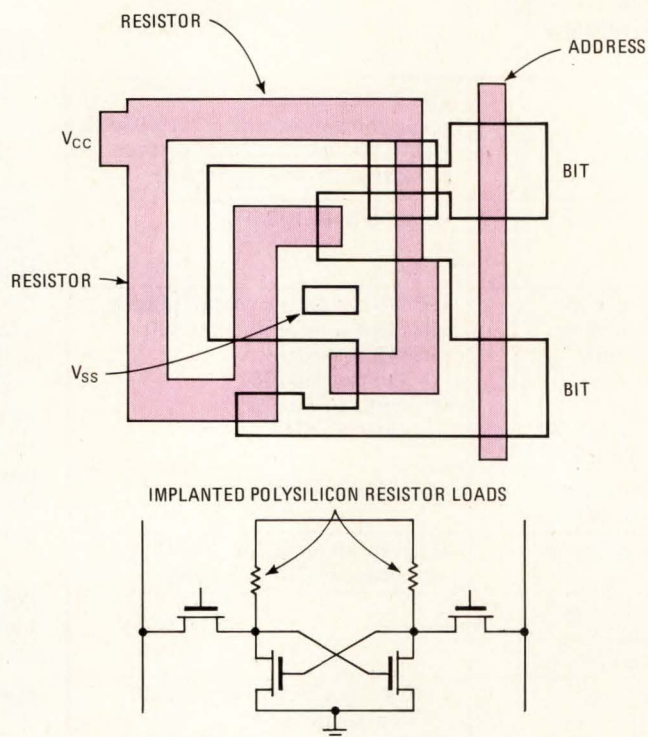 RESISTOR
ADDRESS
VCC
BIT
RESISTOR
VSS
BIT
IMPLANTED POLYSILICON RESISTOR LOADS